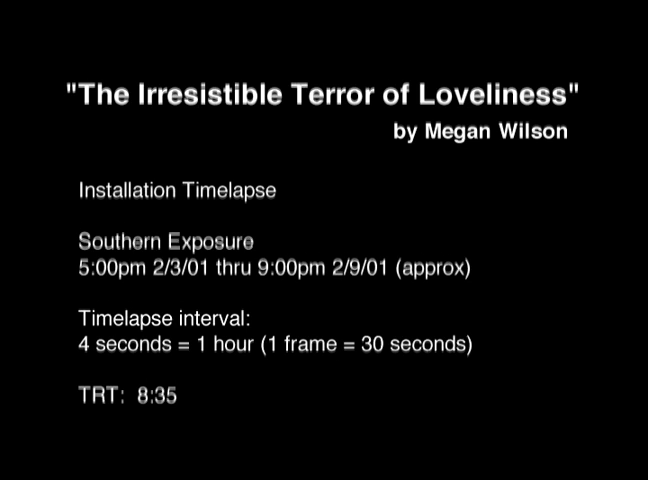 "The Irresistible Terror of Loveliness"
by Megan Wilson
Installation Timelapse
Southern Exposure
5:00pm 2/3/01 thru 9:00pm 2/9/01 (approx)
Timelapse interval:
4 seconds = 1 hour (1 frame = 30 seconds)
TRT: 8:35